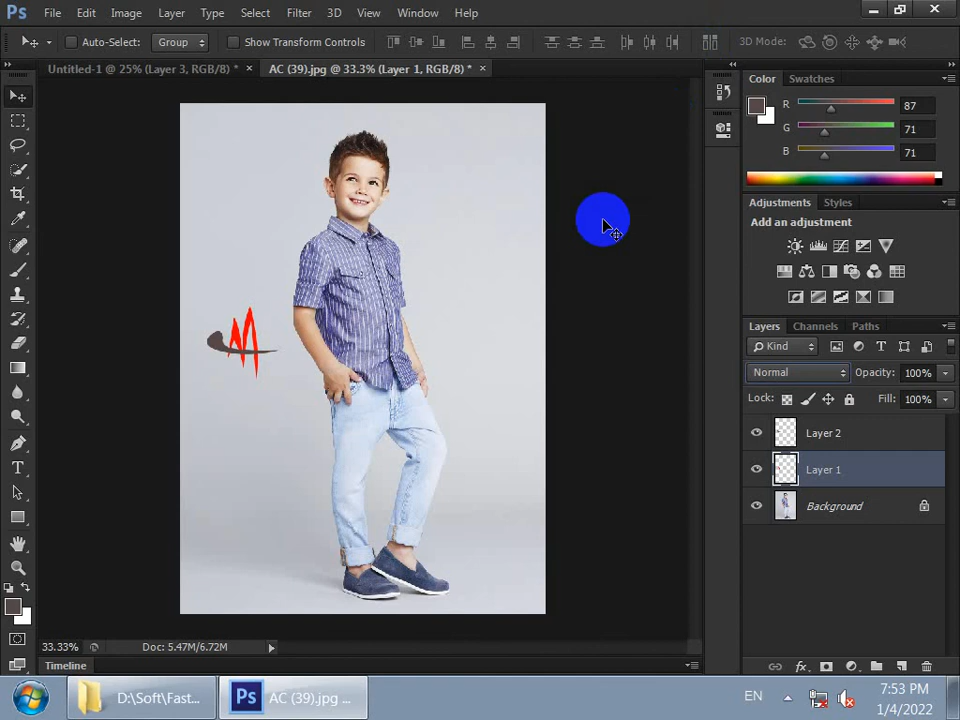 Ps File Edit Image Layer Type Select Filter 3D View Window Help
Auto-Select: Group Show Transform Controls 3D Mode:
Untitled-1 @ 25% (Layer 3, RGB/8) * × AC (39).jpg @ 33.3% (Layer 1, RGB/8) * ×
Color Swatches
R 87
G 71
B 71
Adjustments Styles
Add an adjustment
Layers Channels Paths
Kind
Normal Opacity: 100%
Lock: Fill: 100%
Layer 2
Layer 1
Background
33.33% Doc: 5.47M/6.72M
Timeline
D:\Soft\Fast... Ps AC (39).jpg ... EN 7:53 PM
1/4/2022